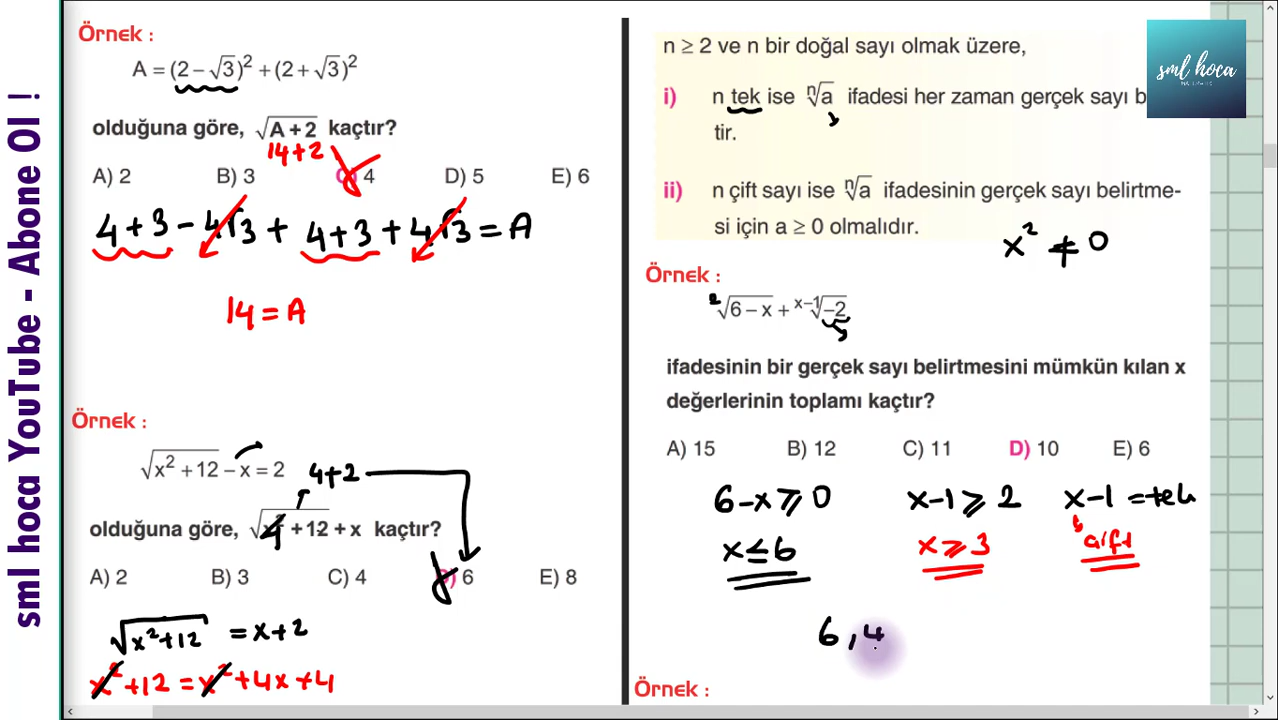 sml hoca YouTube - Abone Ol !
Örnek :
A = (2 − √3)² + (2 + √3)²
olduğuna göre, √(A + 2) kaçtır?
14+2
A) 2 B) 3 C) 4 D) 5 E) 6
4+3 − 4√3 + 4+3 + 4√3 = A
14 = A
Örnek :
√(x² + 12) − x = 2
4+2
olduğuna göre, √(4 + 12) + x kaçtır?
A) 2 B) 3 C) 4 D) 6 E) 8
√(x²+12) = x+2
x²+12 = x²+4x+4
sml hoca
n ≥ 2 ve n bir doğal sayı olmak üzere,
i) n tek ise ⁿ√a ifadesi her zaman gerçek sayı b
tir.
ii) n çift sayı ise ⁿ√a ifadesinin gerçek sayı belirtme-
si için a ≥ 0 olmalıdır.
x² ≠ 0
Örnek :
²√(6 − x) + ˣ⁻¹√(−2)
ifadesinin bir gerçek sayı belirtmesini mümkün kılan x
değerlerinin toplamı kaçtır?
A) 15 B) 12 C) 11 D) 10 E) 6
6−x ≥ 0 x−1 ≥ 2 x−1 = tek
x ≤ 6 x ≥ 3 çift
6 , 4
Örnek :